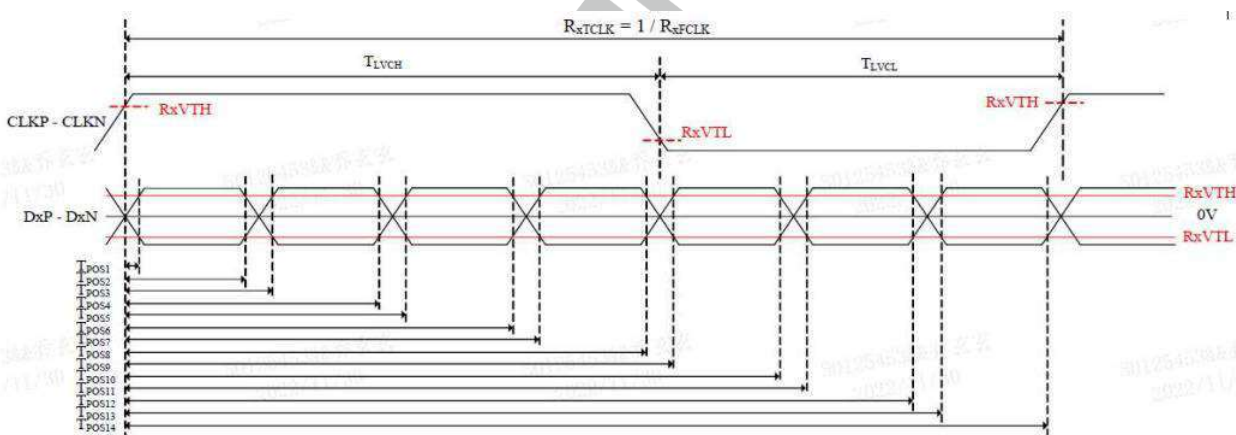 RxTCLK = 1 / RxFCLK
TLVCH
TLVCL
CLKP - CLKN
RxVTH
RxVTL
RxVTH
DxP - DxN
RxVTH
0V
RxVTL
TPOS1
TPOS2
TPOS3
TPOS4
TPOS5
TPOS6
TPOS7
TPOS8
TPOS9
TPOS10
TPOS11
TPOS12
TPOS13
TPOS14